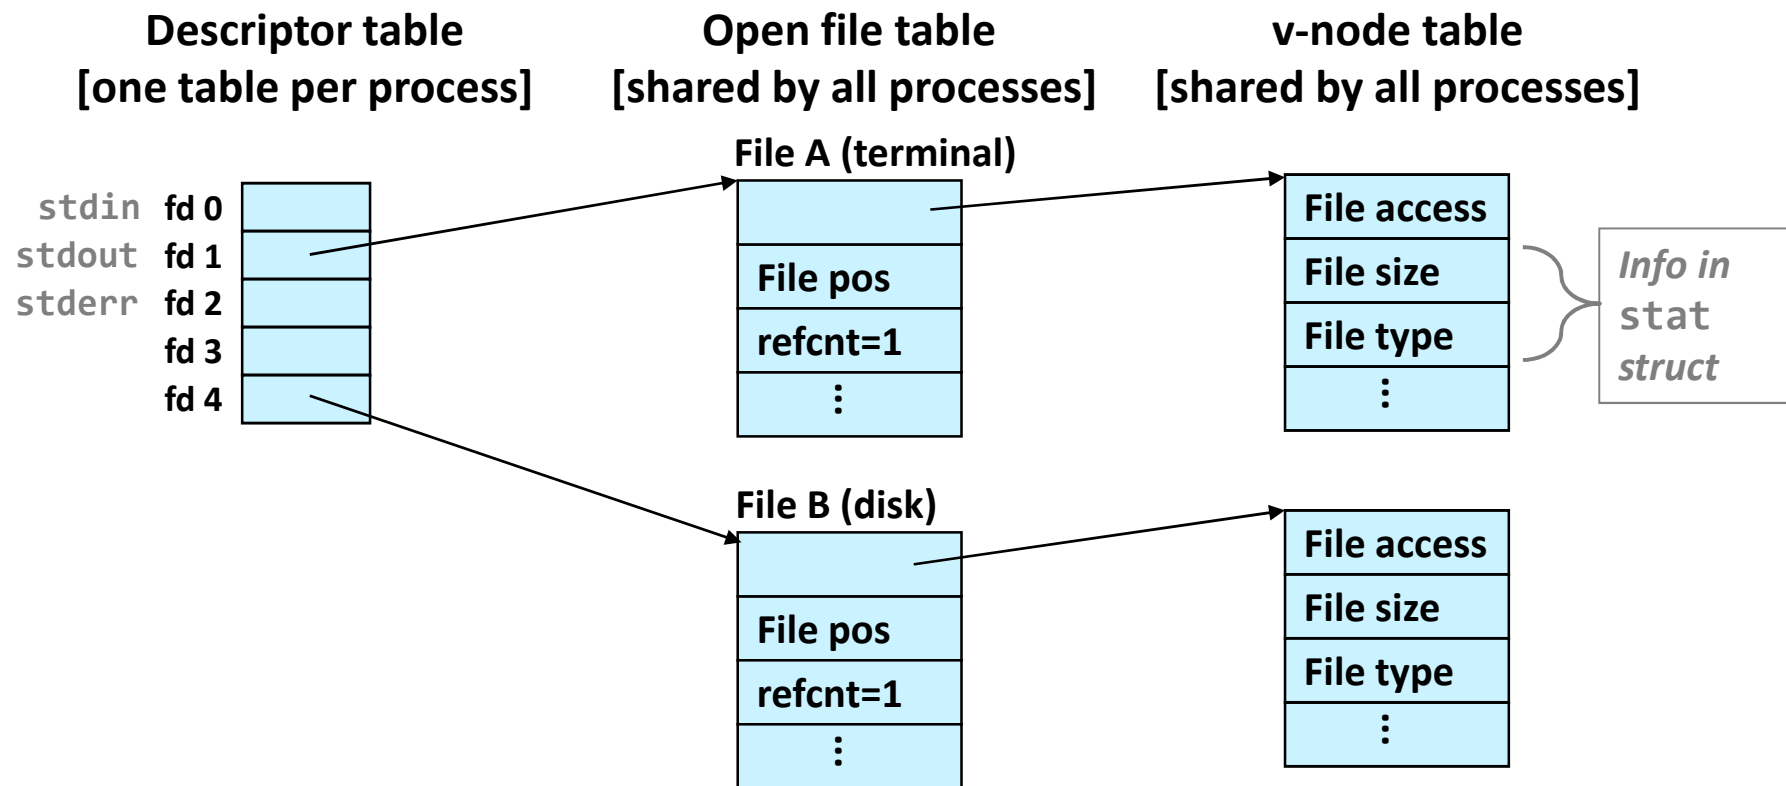 Descriptor table
[one table per process]
Open file table
[shared by all processes]
v-node table
[shared by all processes]
stdin fd 0
stdout fd 1
stderr fd 2
fd 3
fd 4
File A (terminal)
File pos
refcnt=1
⋮
File access
File size
File type
⋮
Info in
stat
struct
File B (disk)
File pos
refcnt=1
⋮
File access
File size
File type
⋮